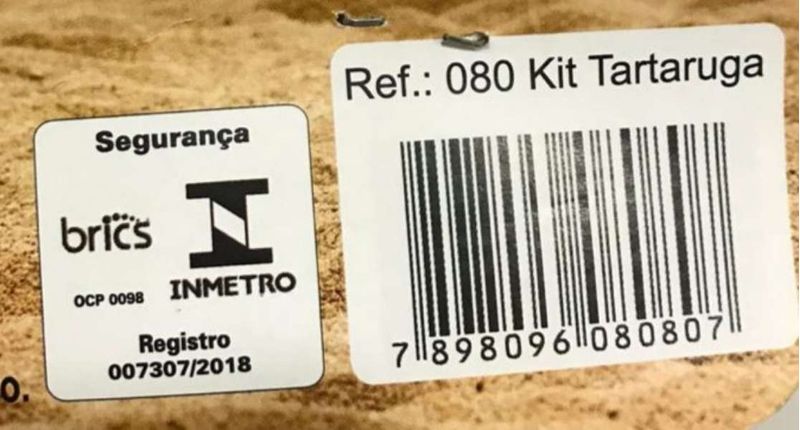 Ref.: 080 Kit Tartaruga
7 898096 080807
Segurança
brics
OCP 0098
INMETRO
Registro
007307/2018
o.